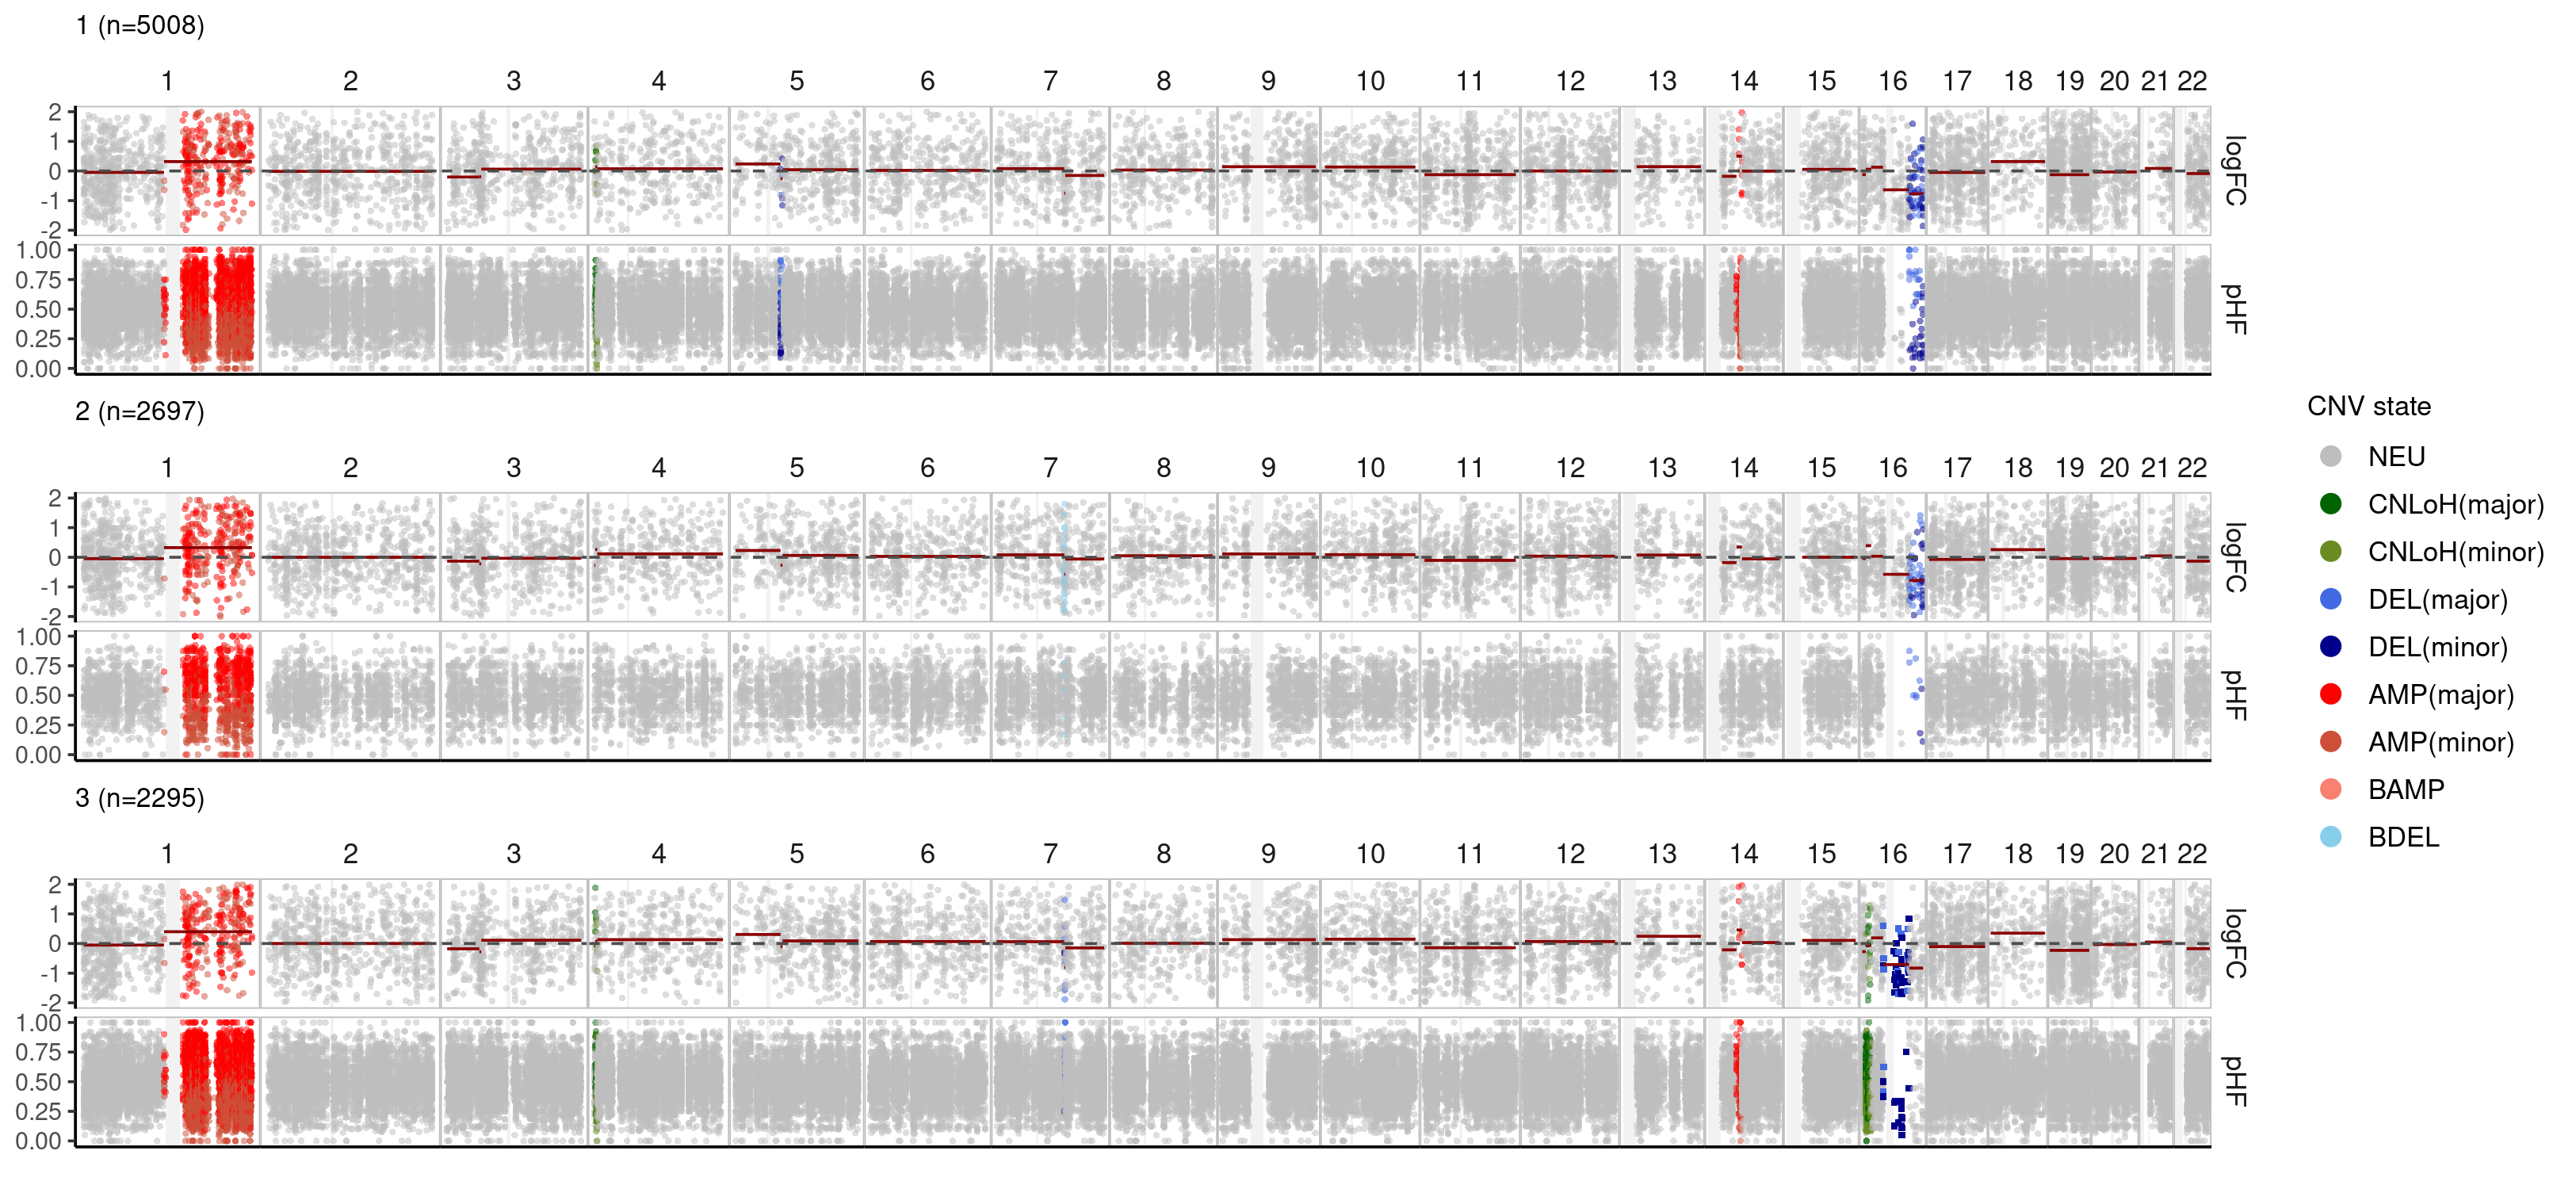 1 (n=5008)
1 2 3 4 5 6 7 8 9 10 11 12 13 14 15 16 17 18 19 20 21 22
2
1
0
-1
-2
logFC
1.00
0.75
0.50
0.25
0.00
pHF
2 (n=2697)
1 2 3 4 5 6 7 8 9 10 11 12 13 14 15 16 17 18 19 20 21 22
2
1
0
-1
-2
logFC
1.00
0.75
0.50
0.25
0.00
pHF
3 (n=2295)
1 2 3 4 5 6 7 8 9 10 11 12 13 14 15 16 17 18 19 20 21 22
2
1
0
-1
-2
logFC
1.00
0.75
0.50
0.25
0.00
pHF
CNV state
NEU
CNLoH(major)
CNLoH(minor)
DEL(major)
DEL(minor)
AMP(major)
AMP(minor)
BAMP
BDEL